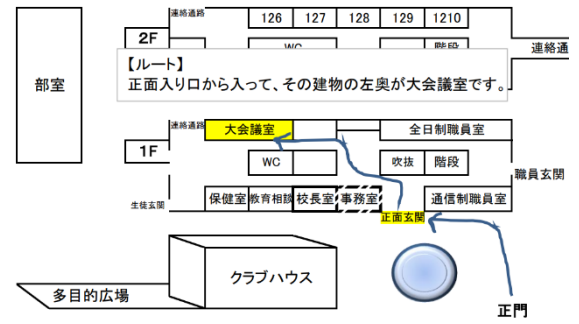 連絡通路
126 127 128 129 1210
2F
階段
連絡通
部室
【ルート】
正面入り口から入って、その建物の左奥が大会議室です。
連絡通路
大会議室
全日制職員室
1F
WC
吹抜
階段
職員玄関
生徒玄関
保健室
教育相談
校長室
事務室
通信制職員室
正面玄関
クラブハウス
多目的広場
正門